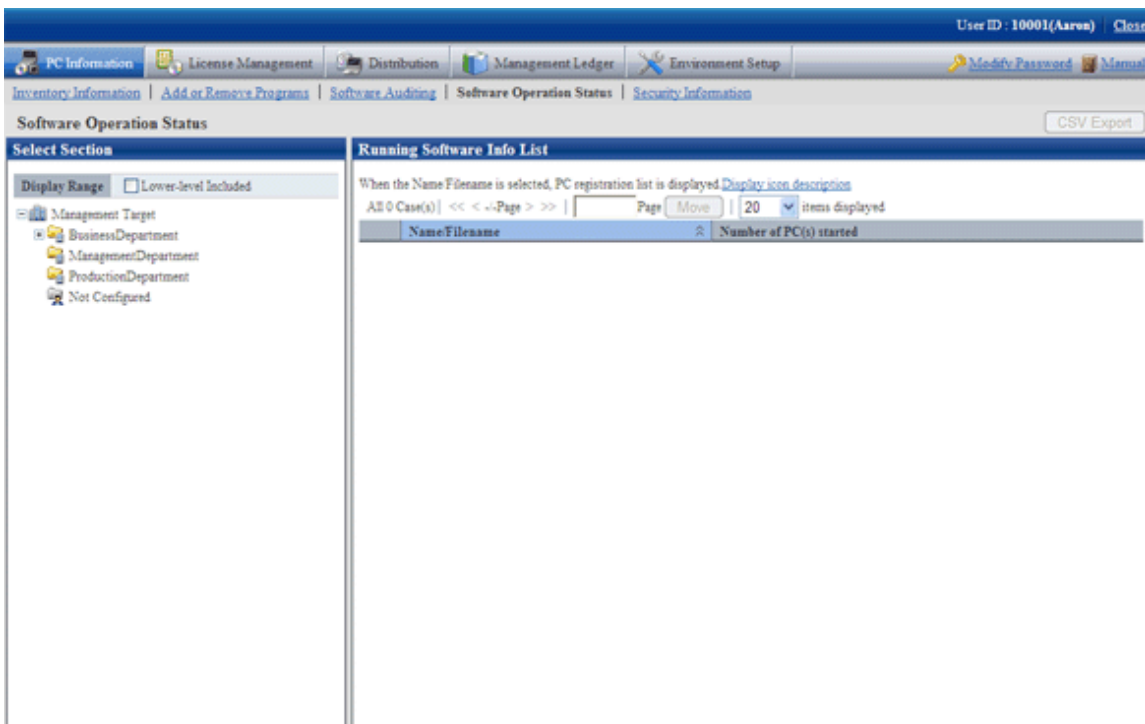 User ID : 10001(Aaron) Close
PC Information License Management Distribution Management Ledger Environment Setup Modify Password Manual
Inventory Information | Add or Remove Programs | Software Auditing | Software Operation Status | Security Information
Software Operation Status CSV Export
Select Section
Display Range Lower-level Included
Management Target
BusinessDepartment
ManagementDepartment
ProductionDepartment
Not Configured
Running Software Info List
When the Name/Filename is selected, PC registration list is displayed.Display icon description
All 0 Case(s)| << < -/-Page > >> | Page Move | 20 items displayed
Name/Filename Number of PC(s) started